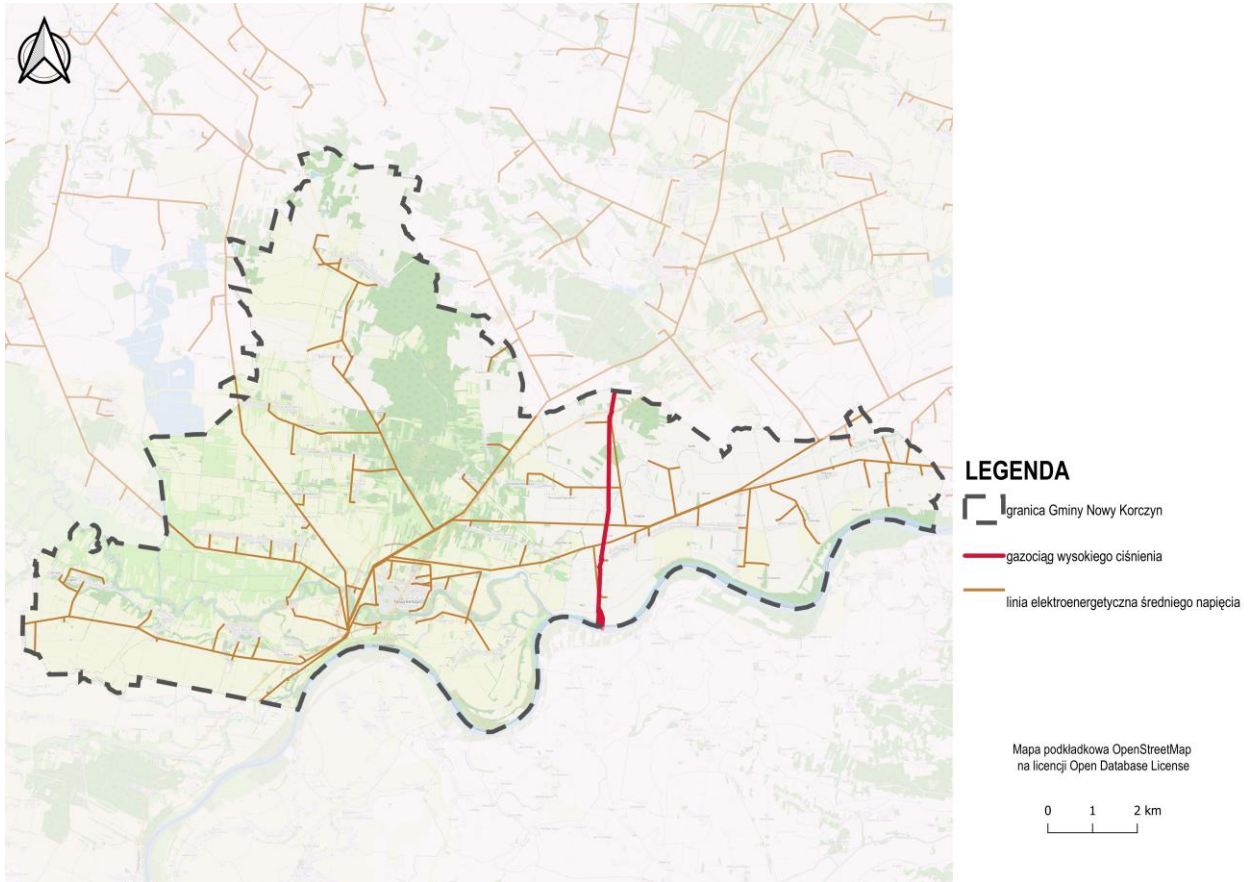 LEGENDA
granica Gminy Nowy Korczyn
gazociąg wysokiego ciśnienia
linia elektroenergetyczna średniego napięcia
Mapa podkładkowa OpenStreetMap
na licencji Open Database License
0 1 2 km